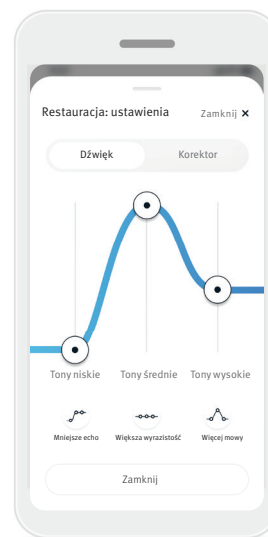 Restauracja: ustawienia Zamknij ×
Dźwięk Korektor
Tony niskie Tony średnie Tony wysokie
Mniejsze echo Większa wyrazistość Więcej mowy
Zamknij